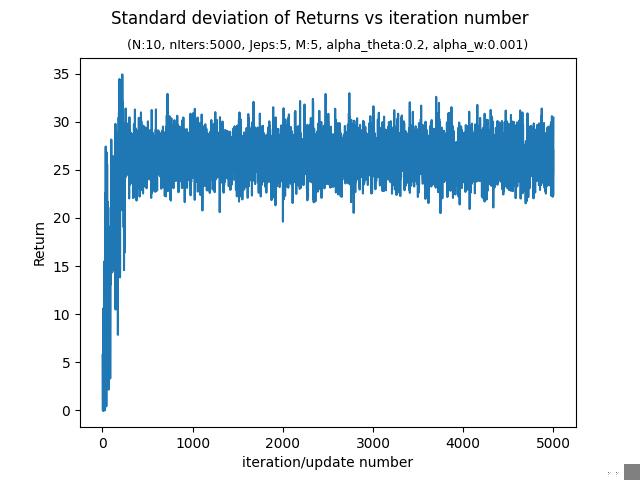 Standard deviation of Returns vs iteration number
(N:10, nIters:5000, Jeps:5, M:5, alpha_theta:0.2, alpha_w:0.001)
35
30
25
20
15
10
5
0
Return
0 1000 2000 3000 4000 5000
iteration/update number